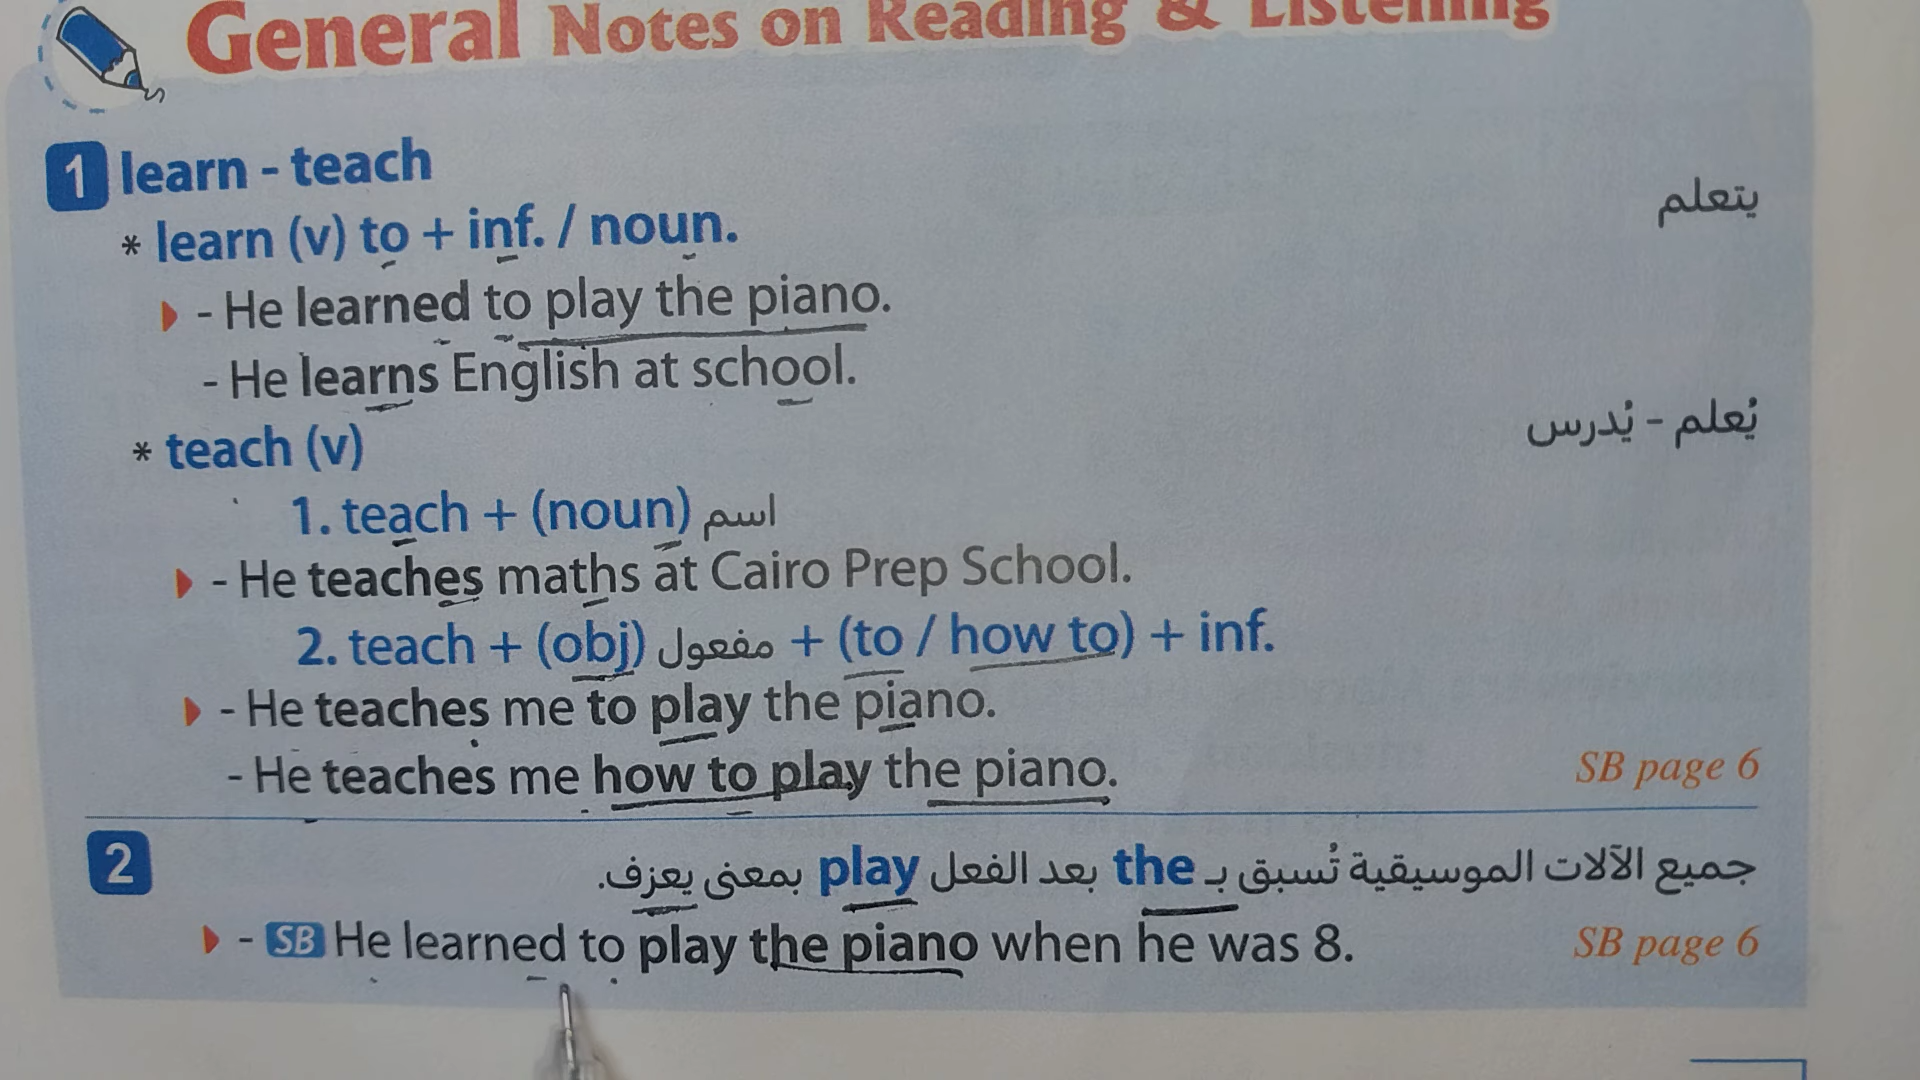 General Notes on Reading & Listening
1 learn - teach
* learn (v) to + inf. / noun. يتعلم
- He learned to play the piano.
- He learns English at school.
* teach (v) يُعلم - يُدرس
1. teach + (noun) اسم
- He teaches maths at Cairo Prep School.
2. teach + (obj) مفعول + (to / how to) + inf.
- He teaches me to play the piano.
- He teaches me how to play the piano. SB page 6
2 جميع الآلات الموسيقية تُسبق بـ the بعد الفعل play بمعنى يعزف.
- SB He learned to play the piano when he was 8. SB page 6